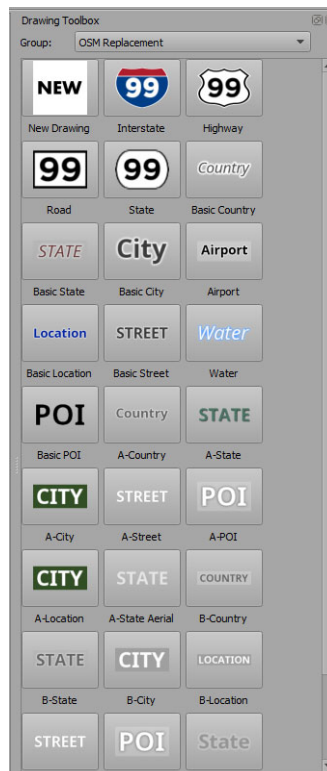 Drawing Toolbox
Group: OSM Replacement
NEW 99 99
New Drawing Interstate Highway
99 99 Country
Road State Basic Country
STATE City Airport
Basic State Basic City Airport
Location STREET Water
Basic Location Basic Street Water
POI Country STATE
Basic POI A-Country A-State
CITY STREET POI
A-City A-Street A-POI
CITY STATE COUNTRY
A-Location A-State Aerial B-Country
STATE CITY LOCATION
B-State B-City B-Location
STREET POI State